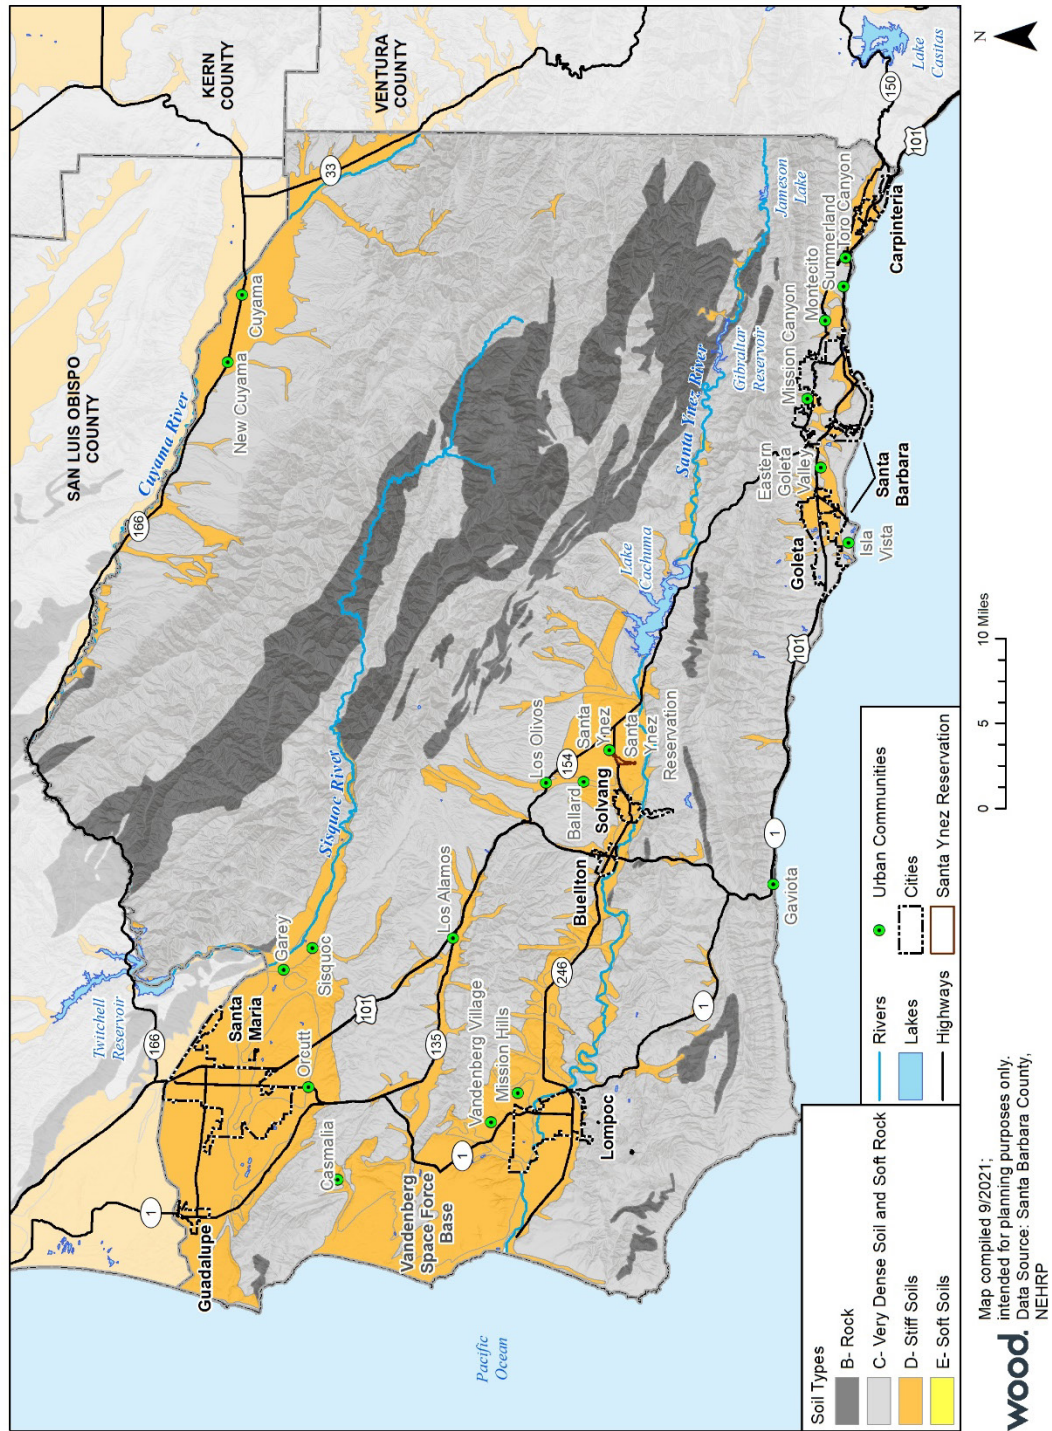 SAN LUIS OBISPO
COUNTY
KERN
COUNTY
VENTURA
COUNTY
Twitchell
Reservoir
166
Cuyama River
166
New Cuyama
Cuyama
33
1
Guadalupe
Santa
Maria
Orcutt
Garey
Sisquoc
Sisquoc River
Casmalia
101
135
Los Alamos
Vandenberg
Space Force
Base
1
Vandenberg Village
Mission Hills
Lompoc
246
Buellton
Solvang
Ballard
Los Olivos
154
Santa
Ynez
Santa
Ynez
Reservation
Lake
Cachuma
Santa Ynez River
Gibraltar
Reservoir
Jameson
Lake
1
1
Gaviota
101
Goleta
Isla
Vista
Eastern
Goleta
Valley
Santa
Barbara
Mission Canyon
Montecito
Summerland
Toro Canyon
Carpinteria
150
101
Lake
Casitas
Pacific
Ocean
Soil Types
B- Rock
C- Very Dense Soil and Soft Rock
D- Stiff Soils
E- Soft Soils
Rivers
Lakes
Highways
Urban Communities
Cities
Santa Ynez Reservation
0 5 10 Miles
N
wood.
Map compiled 9/2021;
intended for planning purposes only.
Data Source: Santa Barbara County,
NEHRP